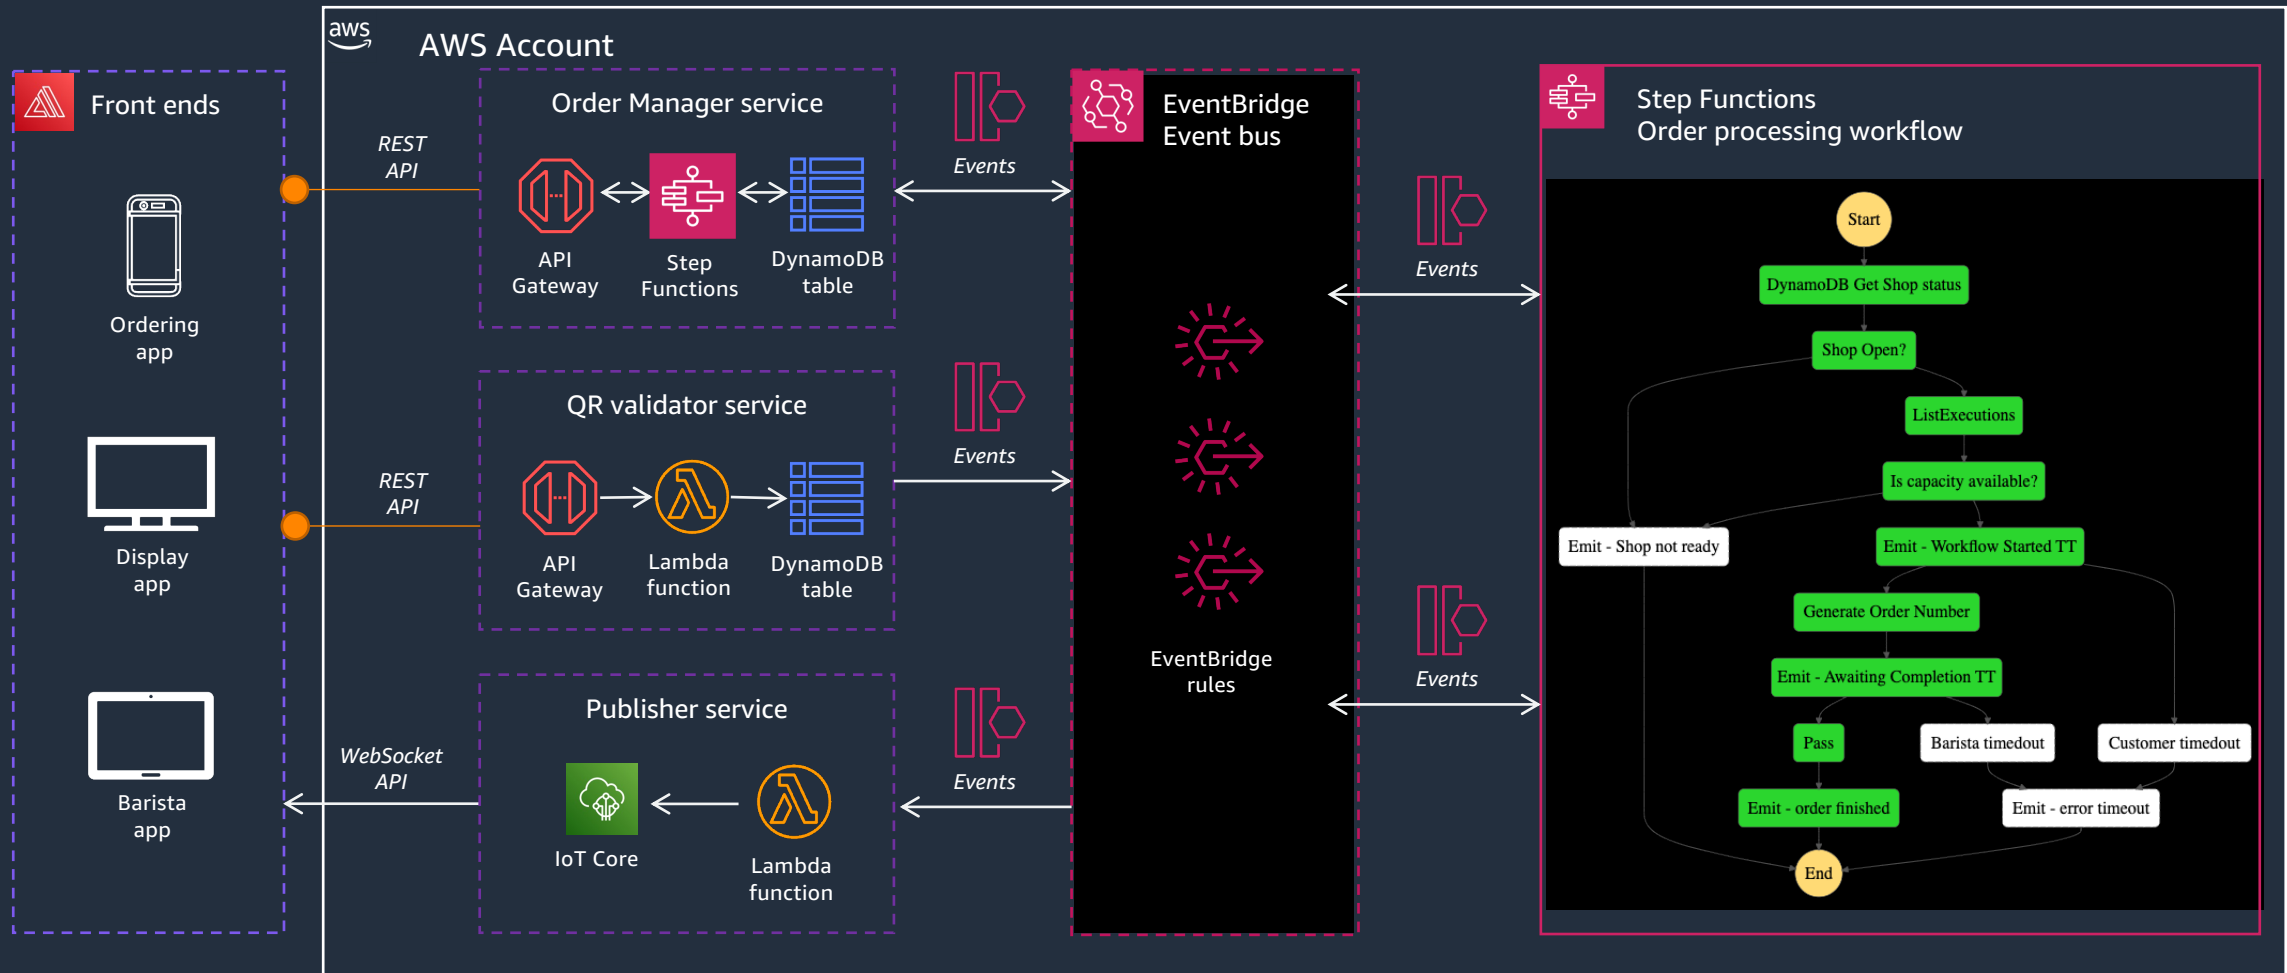 aws
AWS Account
Front ends
Ordering
app
Display
app
Barista
app
REST
API
REST
API
WebSocket
API
Order Manager service
API
Gateway
Step
Functions
DynamoDB
table
QR validator service
API
Gateway
Lambda
function
DynamoDB
table
Publisher service
IoT Core
Lambda
function
Events
Events
Events
EventBridge
Event bus
EventBridge
rules
Events
Events
Step Functions
Order processing workflow
Start
DynamoDB Get Shop status
Shop Open?
ListExecutions
Is capacity available?
Emit - Shop not ready
Emit - Workflow Started TT
Generate Order Number
Emit - Awaiting Completion TT
Pass
Barista timedout
Customer timedout
Emit - order finished
Emit - error timeout
End